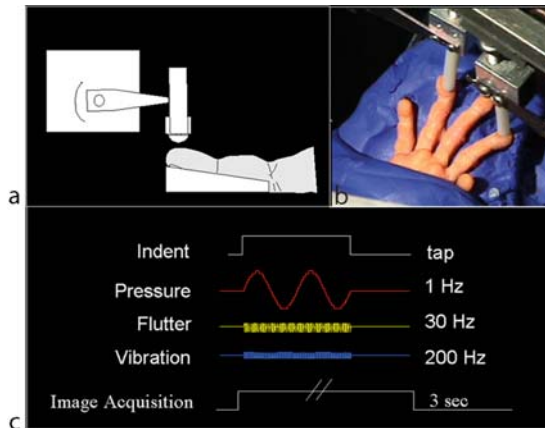 a
b
Indent tap
Pressure 1 Hz
Flutter 30 Hz
Vibration 200 Hz
Image Acquisition 3 sec
c